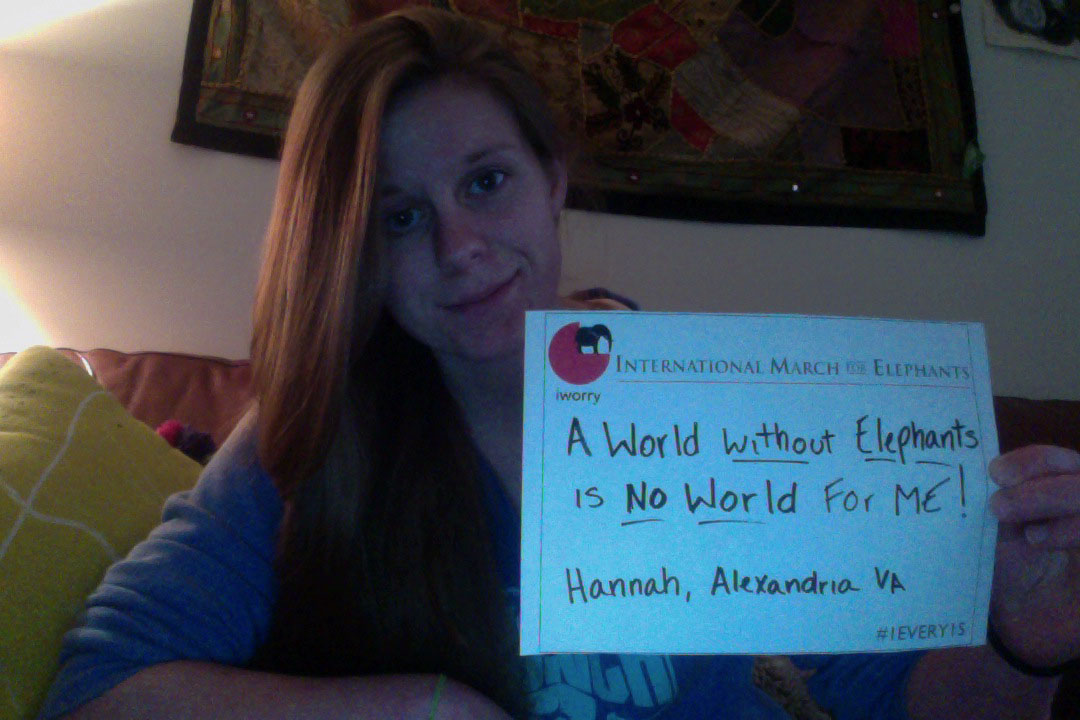 INTERNATIONAL MARCH FOR ELEPHANTS
iworry
A World without Elephants
is No World For ME!
Hannah, Alexandria VA
#1EVERY15